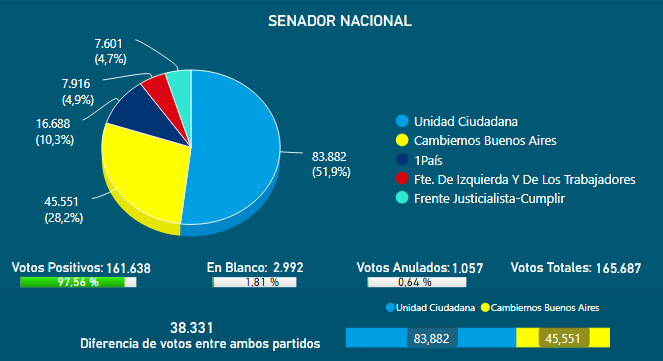 SENADOR NACIONAL
7.601
(4,7%)
7.916
(4,9%)
16.688
(10,3%)
45.551
(28,2%)
83.882
(51,9%)
Unidad Ciudadana
Cambiemos Buenos Aires
1País
Fte. De Izquierda Y De Los Trabajadores
Frente Justicialista-Cumplir
Votos Positivos: 161.638
97,56 %
En Blanco: 2.992
1,81 %
Votos Anulados: 1.057
0,64 %
Votos Totales: 165.687
Unidad Ciudadana Cambiemos Buenos Aires
38.331
Diferencia de votos entre ambos partidos
83,882 45,551